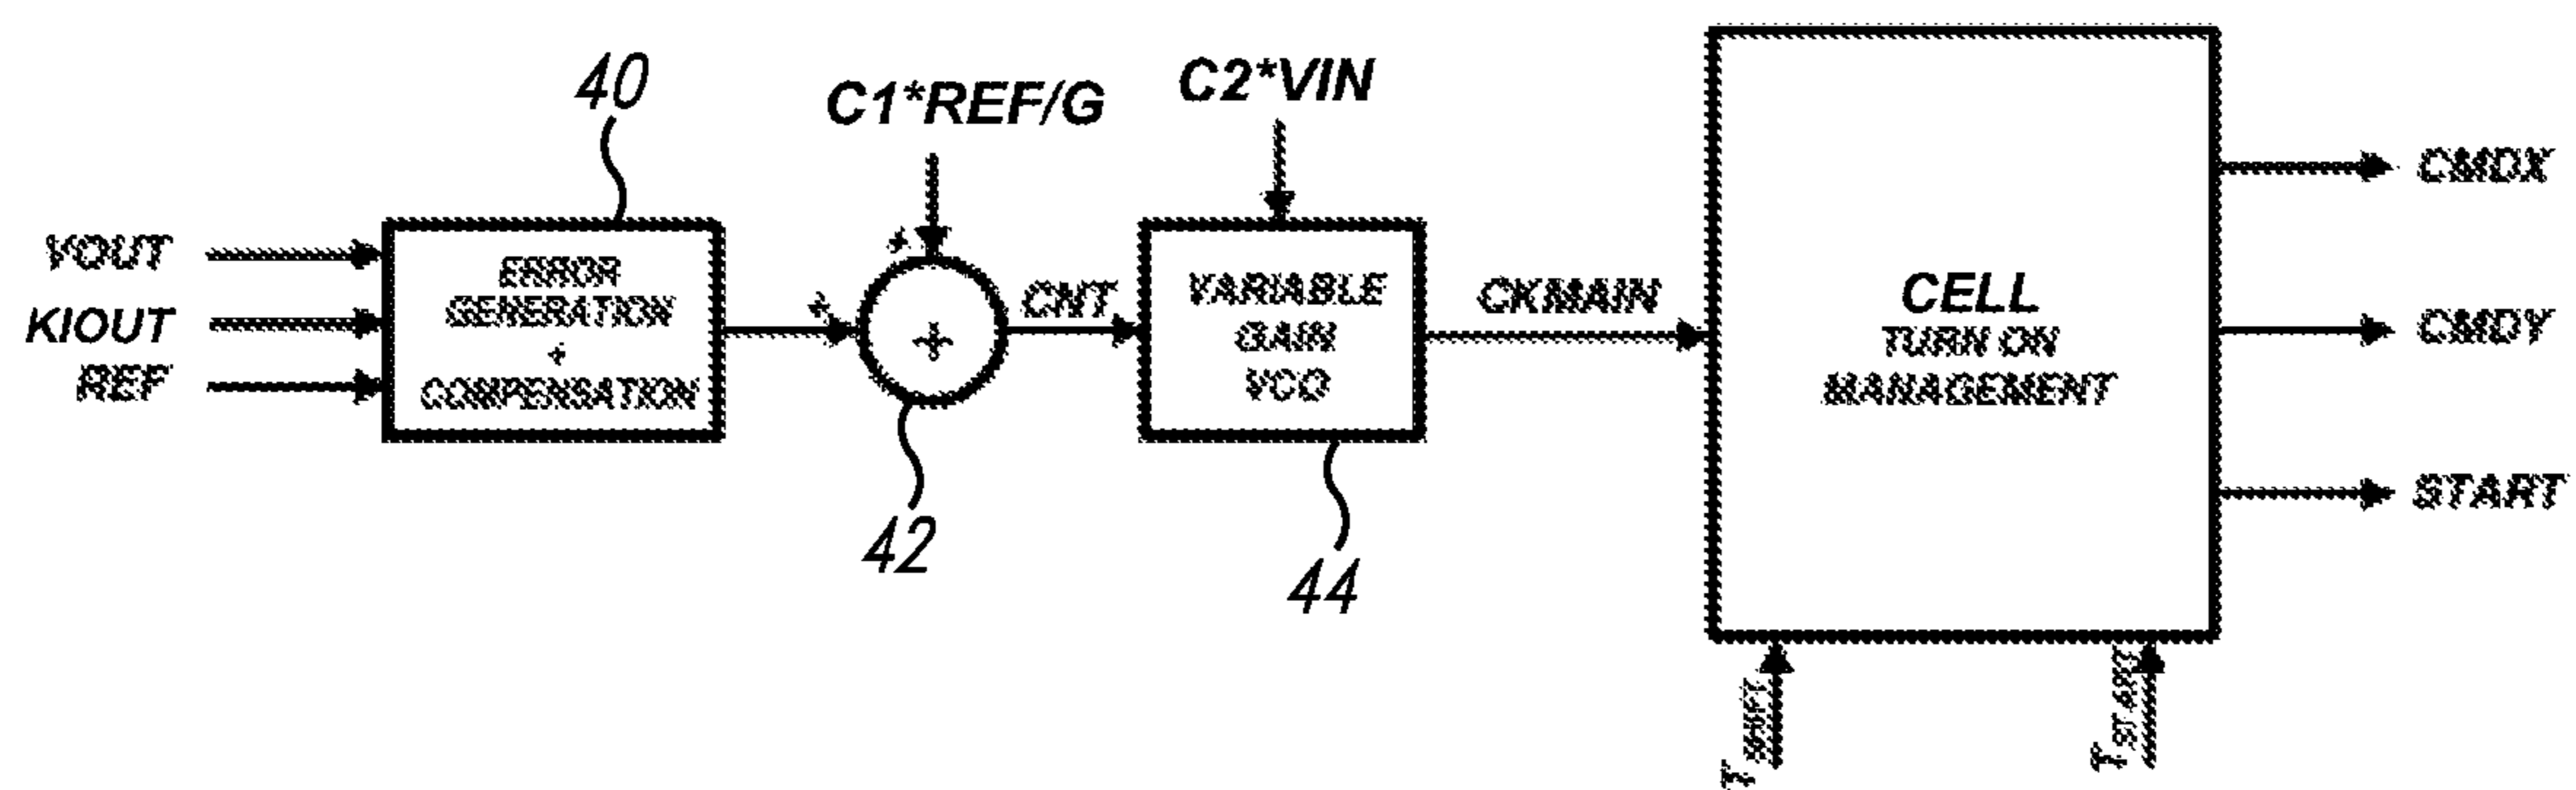 40
C1*REF/G
C2*VIN
VOUT
KIOUT
REF
ERROR
GENERATION
+
COMPENSATION
+
+
+
CNT
VARIABLE
GAIN
VCO
CKMAIN
CELL
TURN ON
MANAGEMENT
CMDX
CMDY
START
42
44
T START